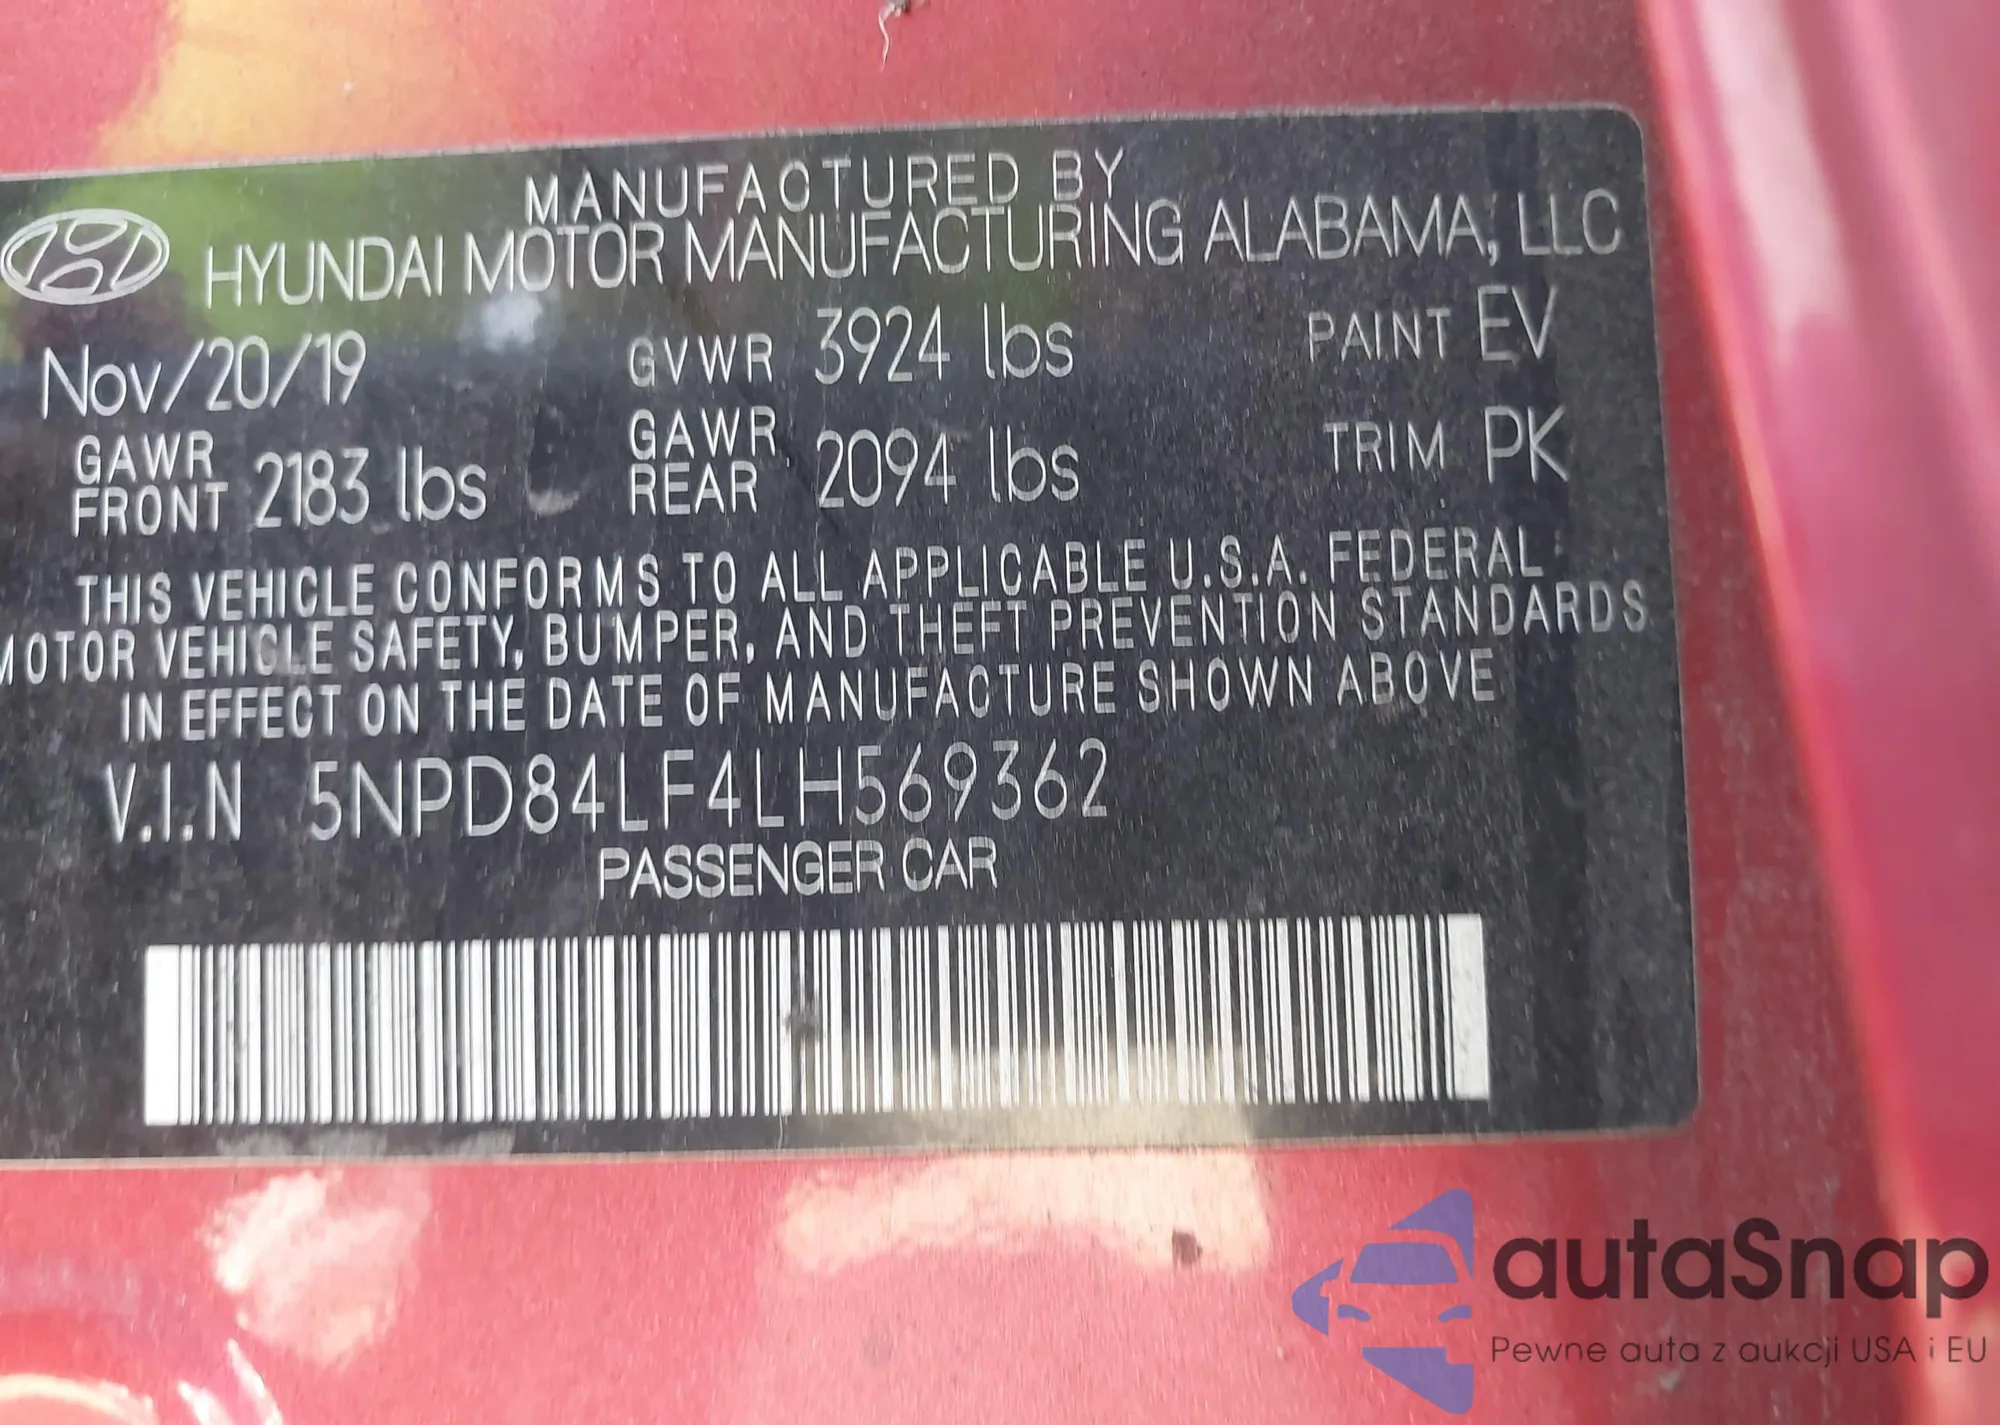 MANUFACTURED BY
HYUNDAI MOTOR MANUFACTURING ALABAMA, LLC
Nov/20/19 GVWR 3924 lbs PAINT EV
GAWR FRONT 2183 lbs GAWR REAR 2094 lbs TRIM PK
THIS VEHICLE CONFORMS TO ALL APPLICABLE U.S.A. FEDERAL
MOTOR VEHICLE SAFETY, BUMPER, AND THEFT PREVENTION STANDARDS
IN EFFECT ON THE DATE OF MANUFACTURE SHOWN ABOVE
V.I.N 5NPD84LF4LH569362
PASSENGER CAR
autaSnap
Pewne auta z aukcji USA i EU